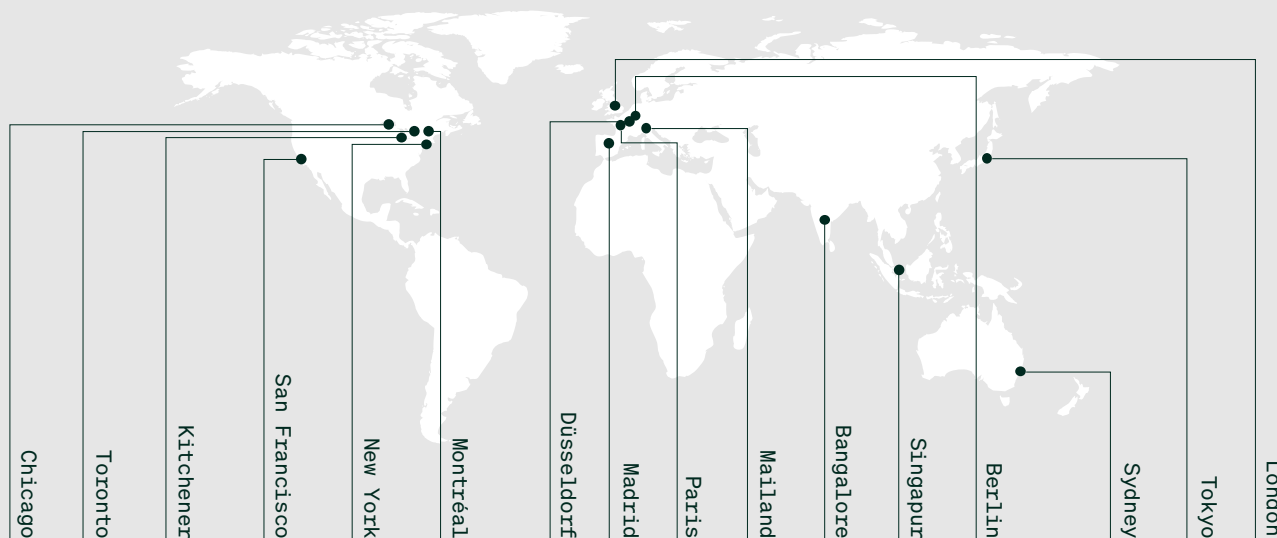 Chicago
Toronto
Kitchener
San Francisco
New York
Montréal
Düsseldorf
Madrid
Paris
Mailand
Bangalore
Singapur
Berlin
Sydney
Tokyo
London